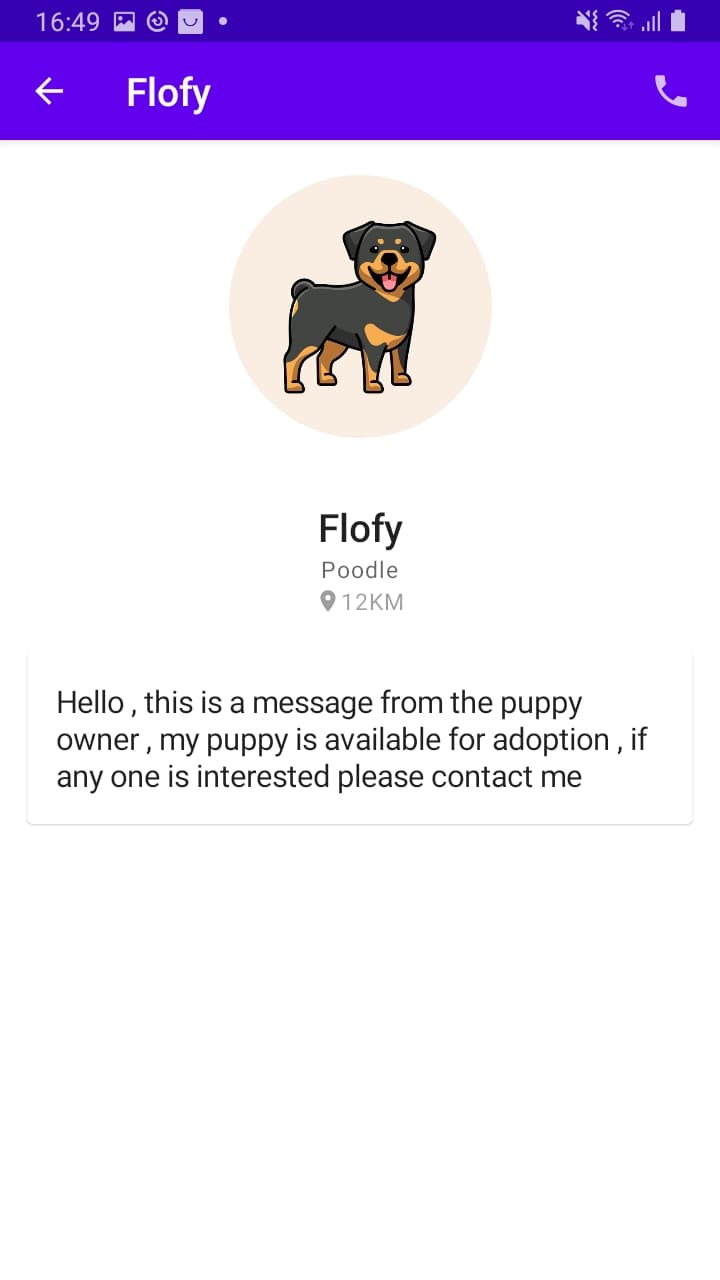 16:49
Flofy
Flofy
Poodle
12KM
Hello , this is a message from the puppy
owner , my puppy is available for adoption , if
any one is interested please contact me